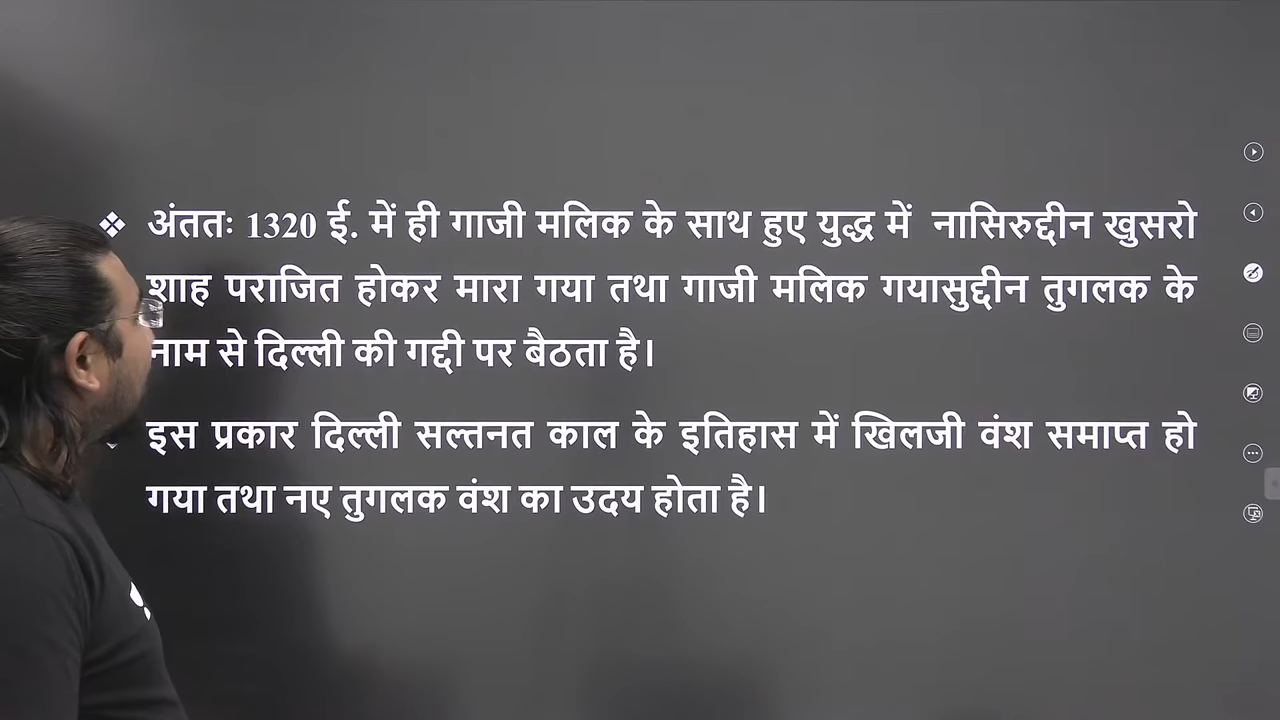 ❖ अंततः 1320 ई. में ही गाजी मलिक के साथ हुए युद्ध में नासिरुद्दीन खुसरो
शाह पराजित होकर मारा गया तथा गाजी मलिक गयासुद्दीन तुगलक के
नाम से दिल्ली की गद्दी पर बैठता है।
इस प्रकार दिल्ली सल्तनत काल के इतिहास में खिलजी वंश समाप्त हो
गया तथा नए तुगलक वंश का उदय होता है।